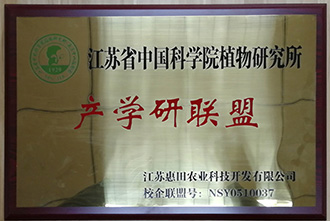 江苏省中国科学院植物研究所
产学研联盟
江苏惠田农业科技开发有限公司
校企联盟号：NSY0510037